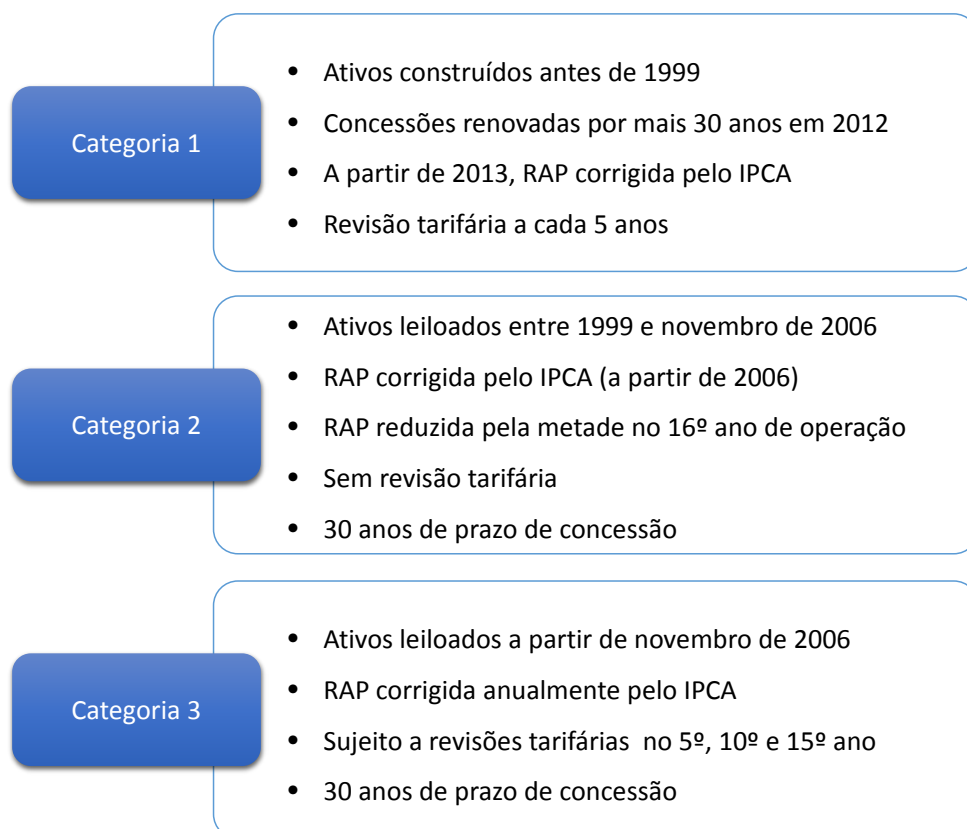 Categoria 1
• Ativos construídos antes de 1999
• Concessões renovadas por mais 30 anos em 2012
• A partir de 2013, RAP corrigida pelo IPCA
• Revisão tarifária a cada 5 anos
Categoria 2
• Ativos leiloados entre 1999 e novembro de 2006
• RAP corrigida pelo IPCA (a partir de 2006)
• RAP reduzida pela metade no 16º ano de operação
• Sem revisão tarifária
• 30 anos de prazo de concessão
Categoria 3
• Ativos leiloados a partir de novembro de 2006
• RAP corrigida anualmente pelo IPCA
• Sujeito a revisões tarifárias no 5º, 10º e 15º ano
• 30 anos de prazo de concessão